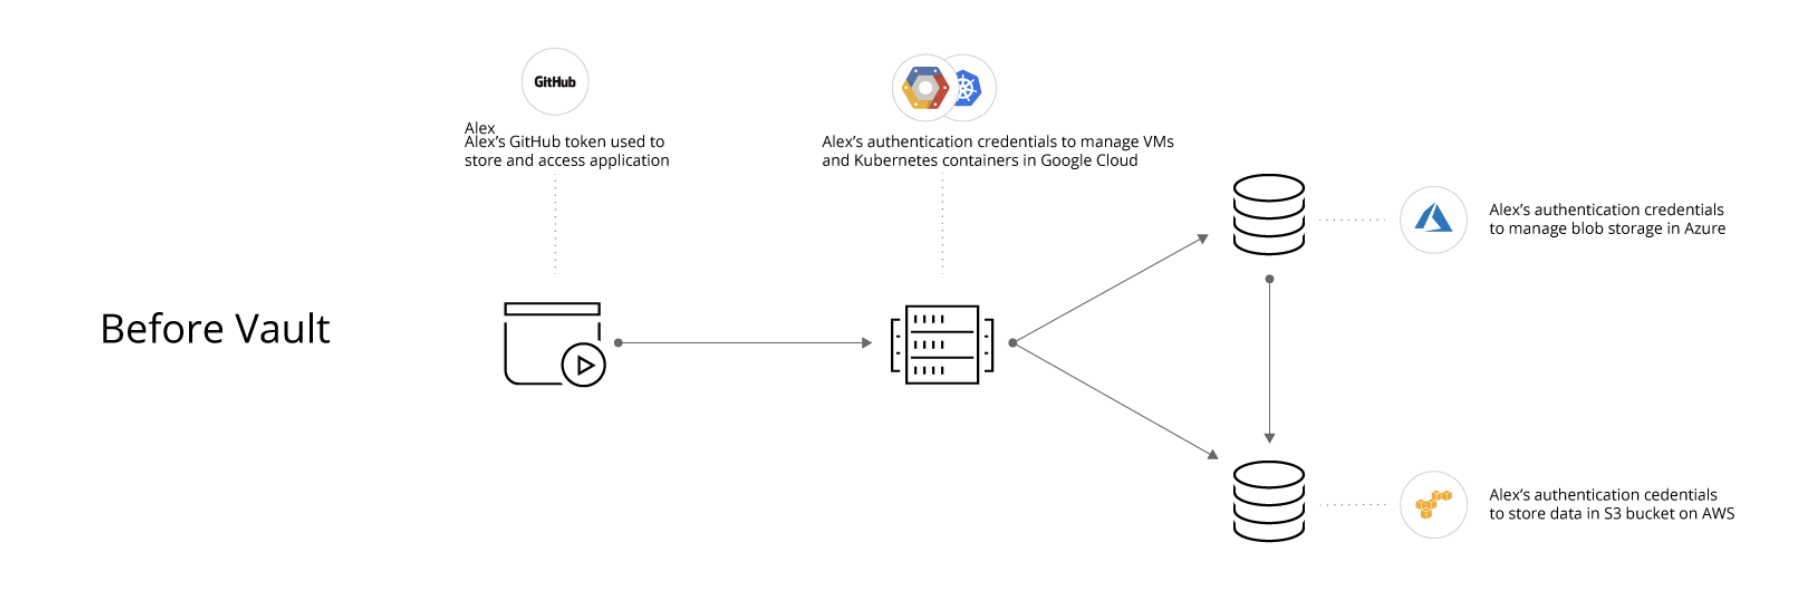 GitHub
Alex
Alex's GitHub token used to
store and access application
Alex's authentication credentials to manage VMs
and Kubernetes containers in Google Cloud
Alex's authentication credentials
to manage blob storage in Azure
Before Vault
Alex's authentication cedentials
to store data in S3 bucket on AWS